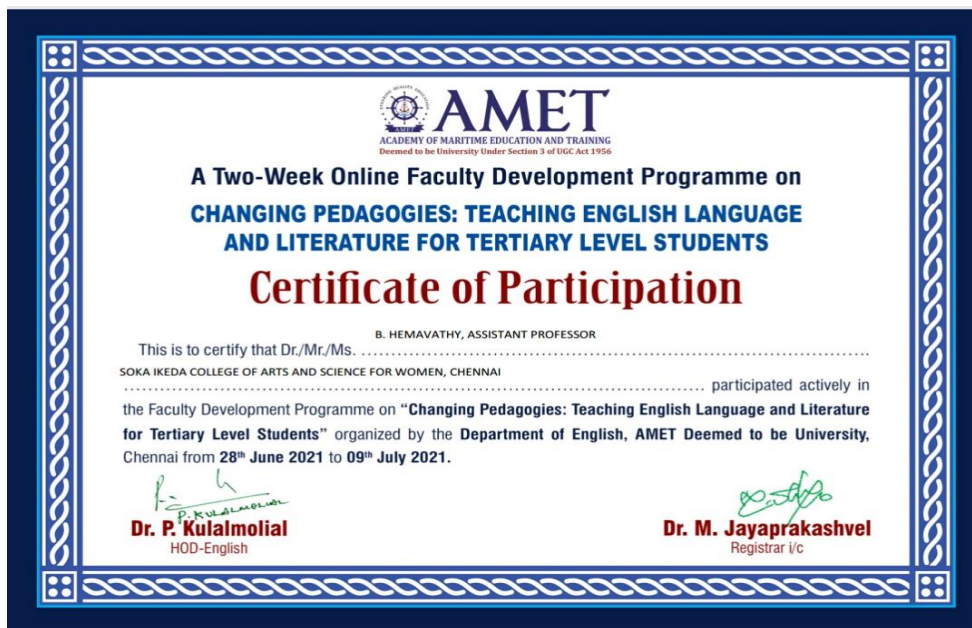 AMET
ACADEMY OF MARITIME EDUCATION AND TRAINING
Deemed to be University Under Section 3 of UGC Act 1956
A Two-Week Online Faculty Development Programme on
CHANGING PEDAGOGIES: TEACHING ENGLISH LANGUAGE
AND LITERATURE FOR TERTIARY LEVEL STUDENTS
Certificate of Participation
B. HEMAVATHY, ASSISTANT PROFESSOR
This is to certify that Dr./Mr./Ms. ........................................................................
SOKA IKEDA COLLEGE OF ARTS AND SCIENCE FOR WOMEN, CHENNAI
........................................................................ participated actively in
the Faculty Development Programme on “Changing Pedagogies: Teaching English Language and Literature
for Tertiary Level Students” organized by the Department of English, AMET Deemed to be University,
Chennai from 28th June 2021 to 09th July 2021.
P. KULALMOLIAL
Dr. P. Kulalmolial
HOD-English
Dr. M. Jayaprakashvel
Registrar i/c